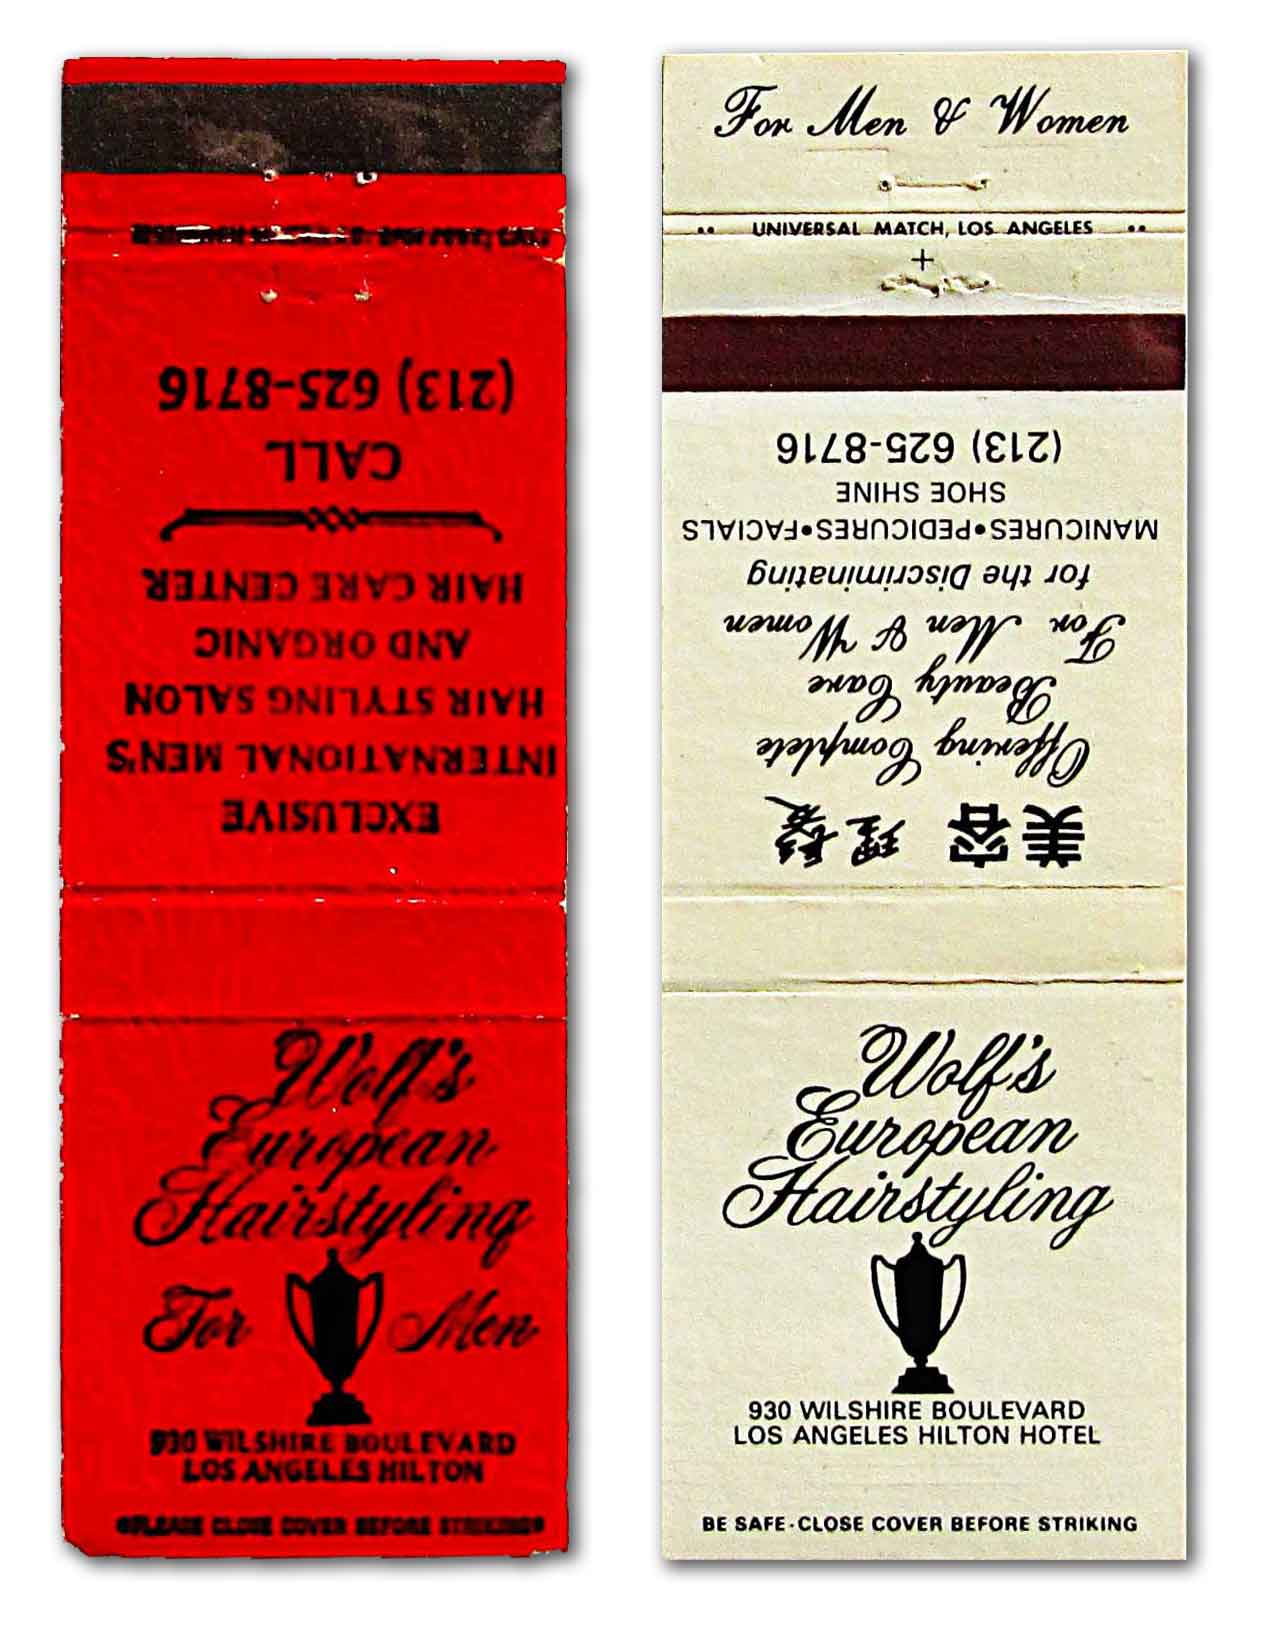 EXCLUSIVE
INTERNATIONAL MEN'S
HAIR STYLING SALON
AND ORGANIC
HAIR CARE CENTER
CALL
(213) 625-8716
Wolf's
European
Hairstyling
For Men
930 WILSHIRE BOULEVARD
LOS ANGELES HILTON
PLEASE CLOSE COVER BEFORE STRIKING
For Men & Women
UNIVERSAL MATCH, LOS ANGELES
美容 理髮
Offering Complete
Beauty Care
For Men & Women
for the Discriminating
MANICURES•PEDICURES•FACIALS
SHOE SHINE
(213) 625-8716
Wolf's
European
Hairstyling
930 WILSHIRE BOULEVARD
LOS ANGELES HILTON HOTEL
BE SAFE-CLOSE COVER BEFORE STRIKING